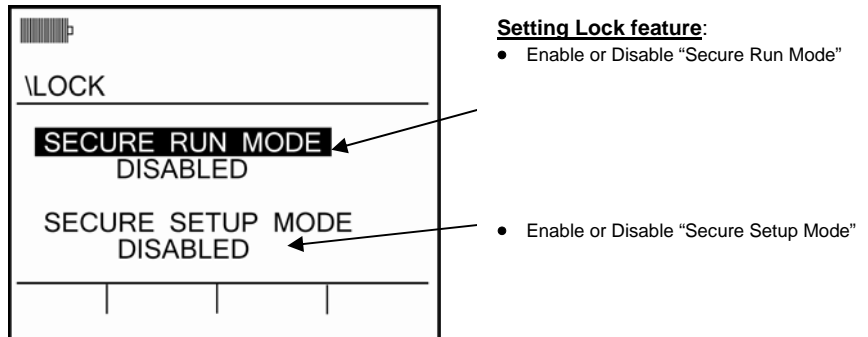 \LOCK
SECURE RUN MODE
DISABLED
SECURE SETUP MODE
DISABLED
Setting Lock feature:
● Enable or Disable “Secure Run Mode”
● Enable or Disable “Secure Setup Mode”